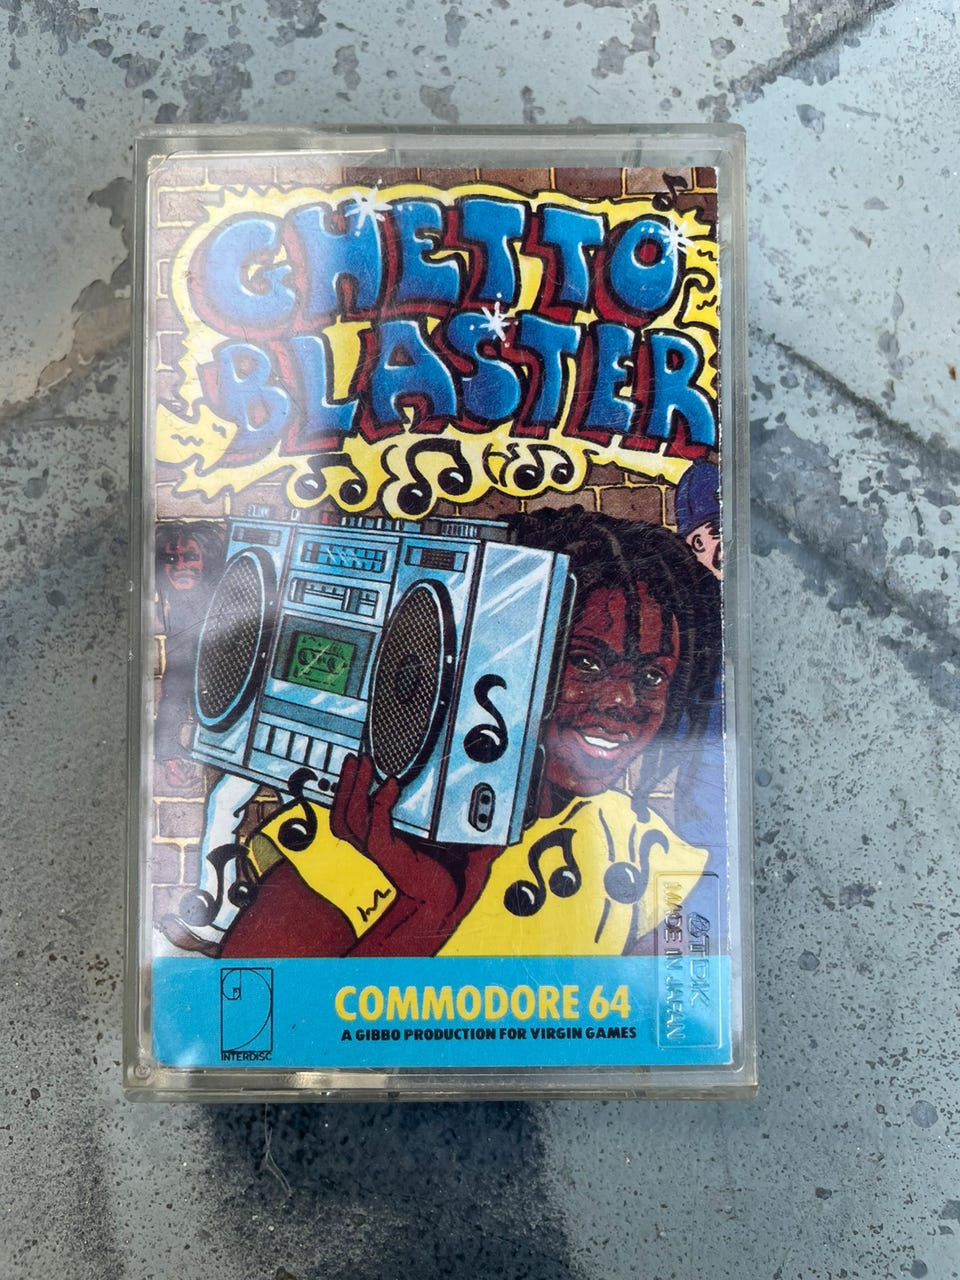 GHETTO
BLASTER
COMMODORE 64
A GIBBO PRODUCTION FOR VIRGIN GAMES
INTERDISC
TDK
MADE IN JAPAN